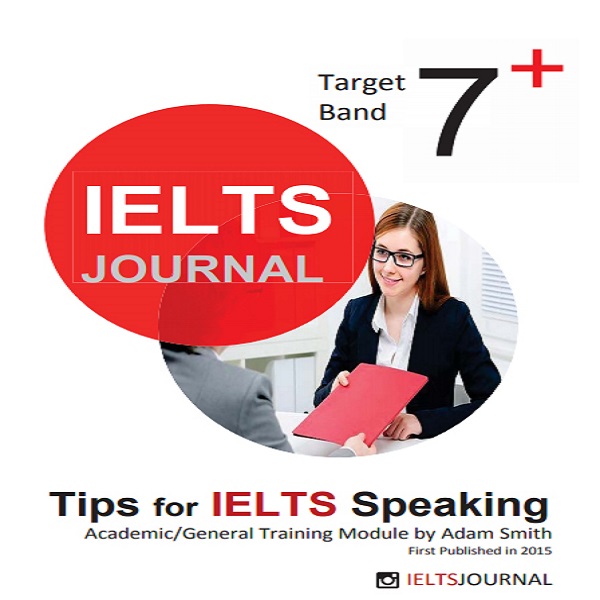 Target
Band
7+
IELTS
JOURNAL
Tips for IELTS Speaking
Academic/General Training Module by Adam Smith
First Published in 2015
IELTSJOURNAL